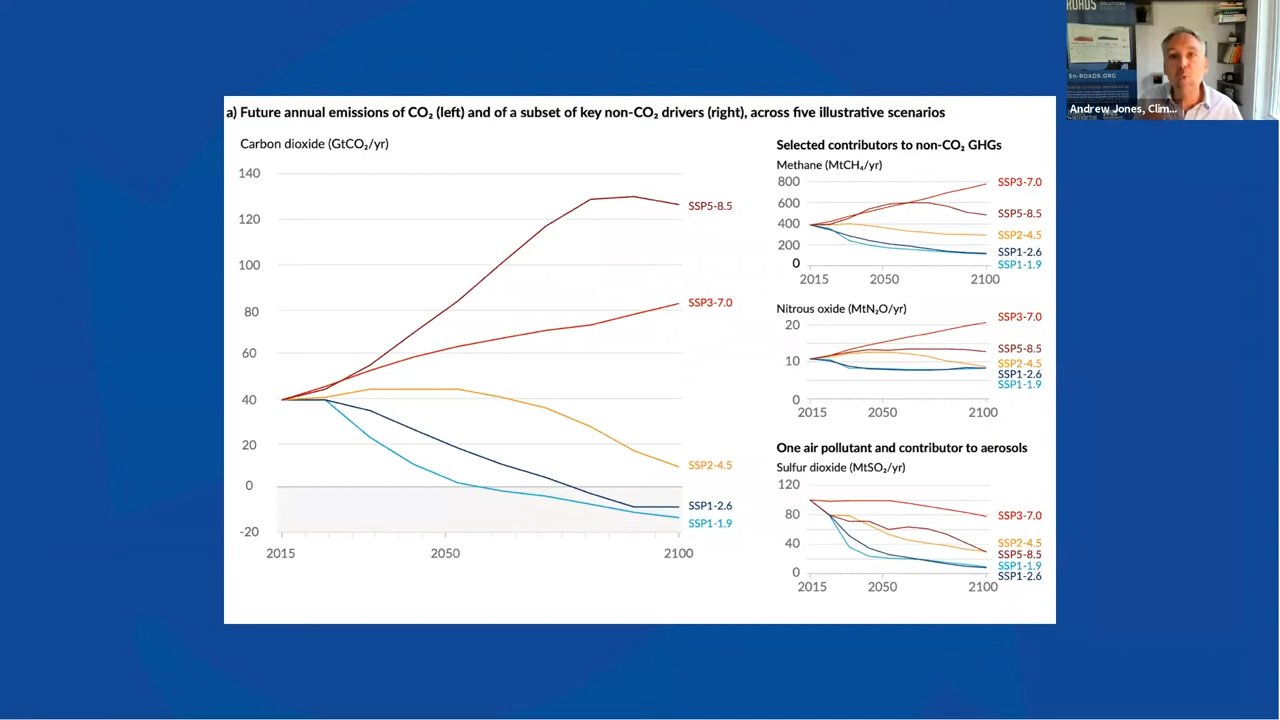 a) Future annual emissions of CO₂ (left) and of a subset of key non-CO₂ drivers (right), across five illustrative scenarios
Carbon dioxide (GtCO₂/yr)
140
120
100
80
60
40
20
0
-20
2015
2050
2100
SSP5-8.5
SSP3-7.0
SSP2-4.5
SSP1-2.6
SSP1-1.9
Selected contributors to non-CO₂ GHGs
Methane (MtCH₄/yr)
800
600
400
200
0
2015
2050
2100
SSP3-7.0
SSP5-8.5
SSP2-4.5
SSP1-2.6
SSP1-1.9
Nitrous oxide (MtN₂O/yr)
20
10
0
2015
2050
2100
SSP3-7.0
SSP5-8.5
SSP2-4.5
SSP1-2.6
SSP1-1.9
One air pollutant and contributor to aerosols
Sulfur dioxide (MtSO₂/yr)
120
80
40
0
2015
2050
2100
SSP3-7.0
SSP2-4.5
SSP5-8.5
SSP1-1.9
SSP1-2.6
En-ROADS.ORG
Andrew Jones, Clim...